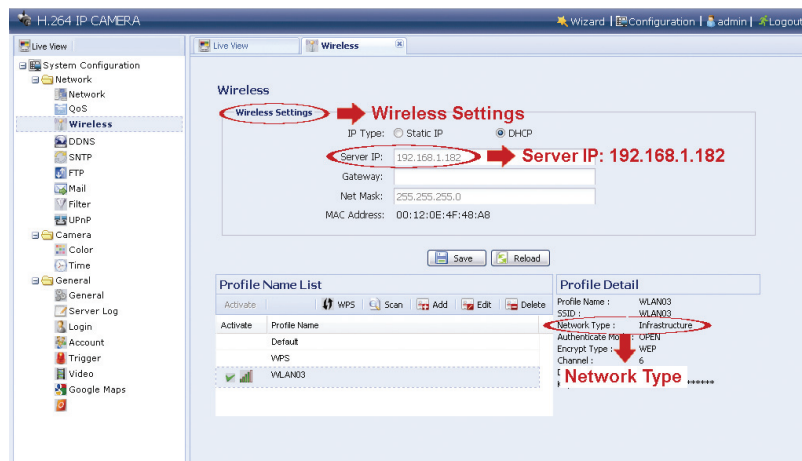 H.264 IP CAMERA
Wizard | Configuration | admin | Logout
Live View
System Configuration
Network
Network
QoS
Wireless
DDNS
SNTP
FTP
Mail
Filter
UPnP
Camera
Color
Time
General
General
Server Log
Login
Account
Trigger
Video
Google Maps
Live View
Wireless
Wireless
Wireless Settings
Wireless Settings
IP Type: Static IP DHCP
Server IP: 192.168.1.182
Server IP: 192.168.1.182
Gateway:
Net Mask: 255.255.255.0
MAC Address: 00:12:0E:4F:48:A8
Save Reload
Profile Name List
Activate WPS Scan Add Edit Delete
Activate Profile Name
Default
WPS
WLAN03
Profile Detail
Profile Name : WLAN03
SSID : WLAN03
Network Type : Infrastructure
Authenticate OPEN
Encrypt Type : WEP
Channel : 6
Network Type
******